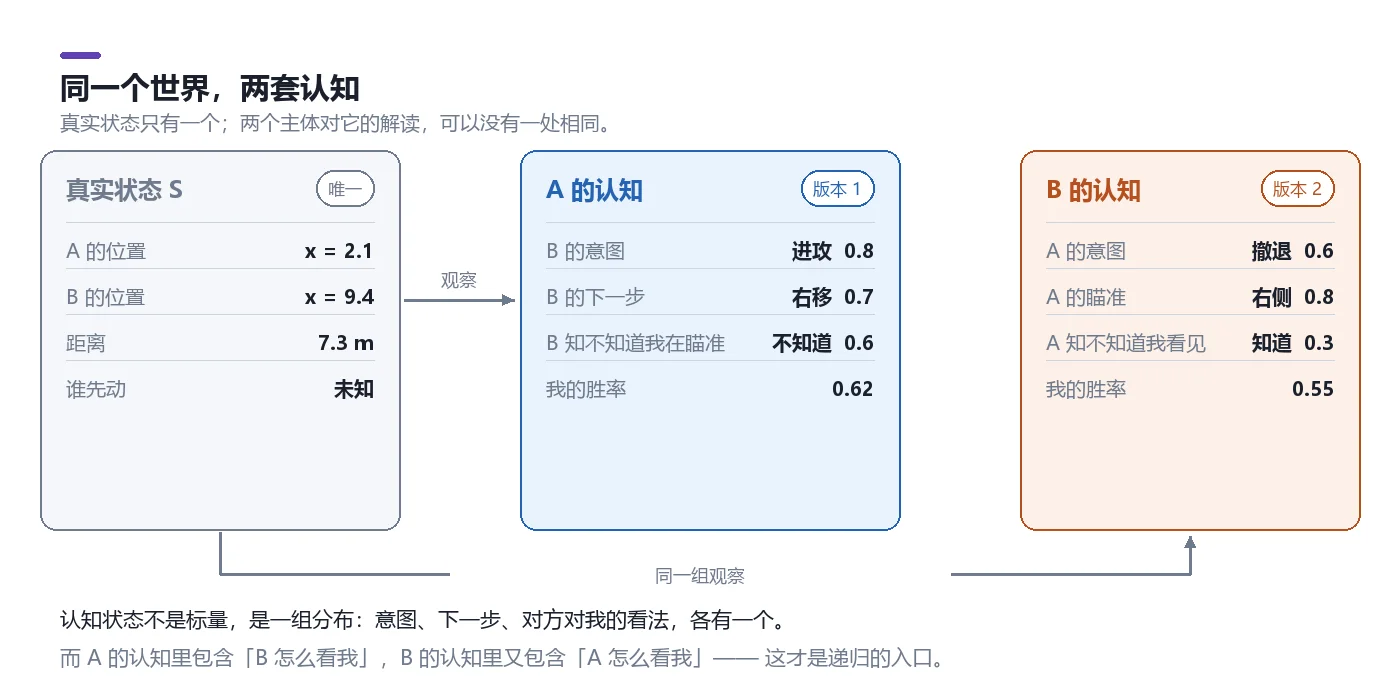 同一个世界，两套认知
真实状态只有一个；两个主体对它的解读，可以没有一处相同。
真实状态 S 唯一
A 的位置 x = 2.1
B 的位置 x = 9.4
距离 7.3 m
谁先动 未知
观察
A 的认知 版本 1
B 的意图 进攻 0.8
B 的下一步 右移 0.7
B 知不知道我在瞄准 不知道 0.6
我的胜率 0.62
B 的认知 版本 2
A 的意图 撤退 0.6
A 的瞄准 右侧 0.8
A 知不知道我看见 知道 0.3
我的胜率 0.55
同一组观察
认知状态不是标量，是一组分布：意图、下一步、对方对我的看法，各有一个。
而 A 的认知里包含「B 怎么看我」，B 的认知里又包含「A 怎么看我」—— 这才是递归的入口。